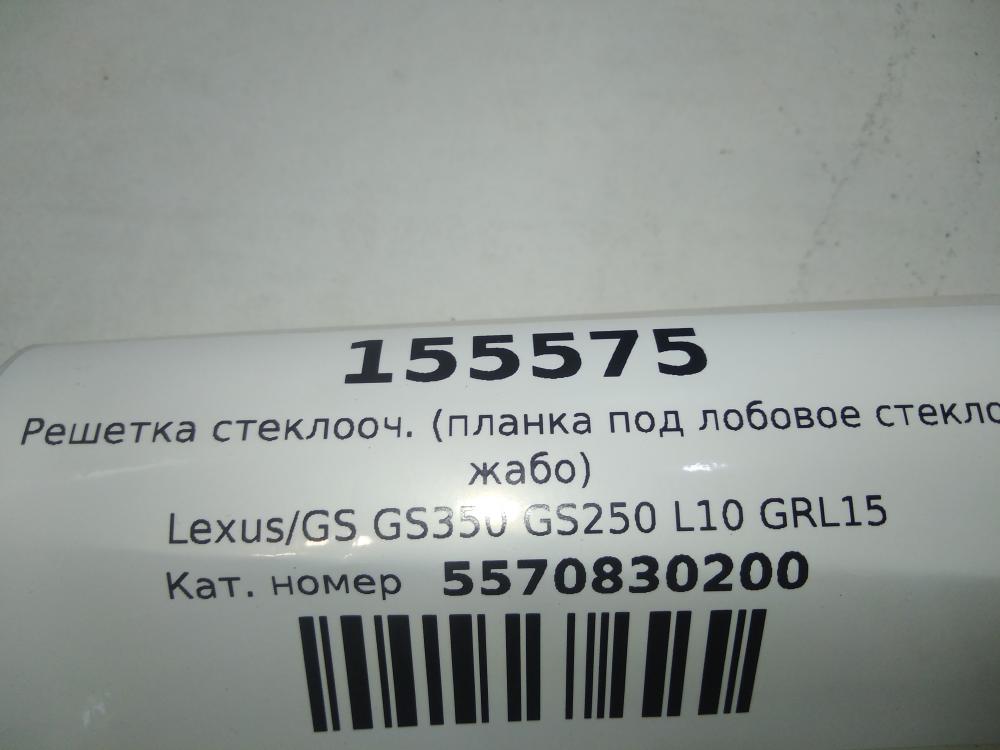 155575
Решетка стеклооч. (планка под лобовое стекло
жабо)
Lexus/GS GS350 GS250 L10 GRL15
Кат. номер 5570830200